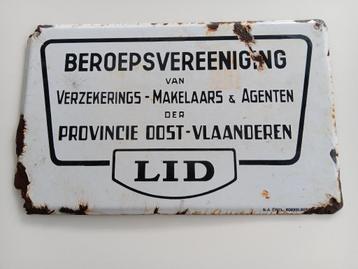 BEROEPSVEREENIGING
VAN
VERZEKERINGS - MAKELAARS & AGENTEN
DER
PROVINCIE OOST-VLAANDEREN
LID